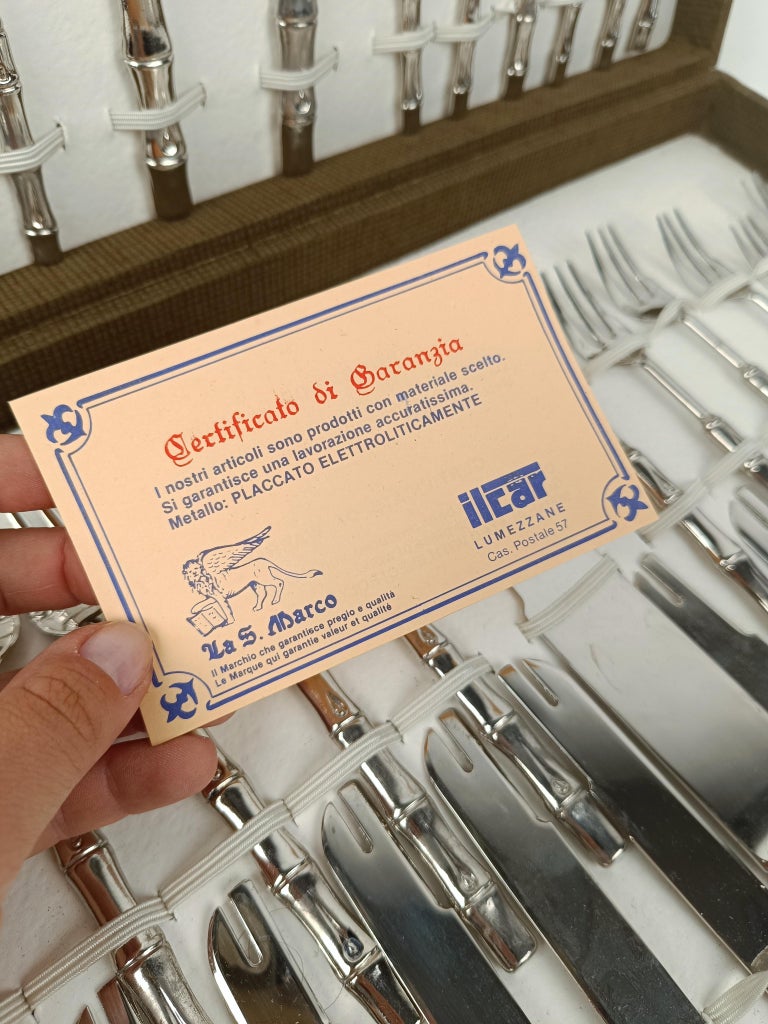 Certificato di Garanzia
I nostri articoli sono prodotti con materiale scelto.
Si garantisce una lavorazione accuratissima.
Metallo: PLACCATO ELETTROLITICAMENTE
ilcar
LUMEZZANE
Cas. Postale 57
La S. Marco
Il Marchio che garantisce pregio e qualità
Le Marque qui garantie valeur et qualité